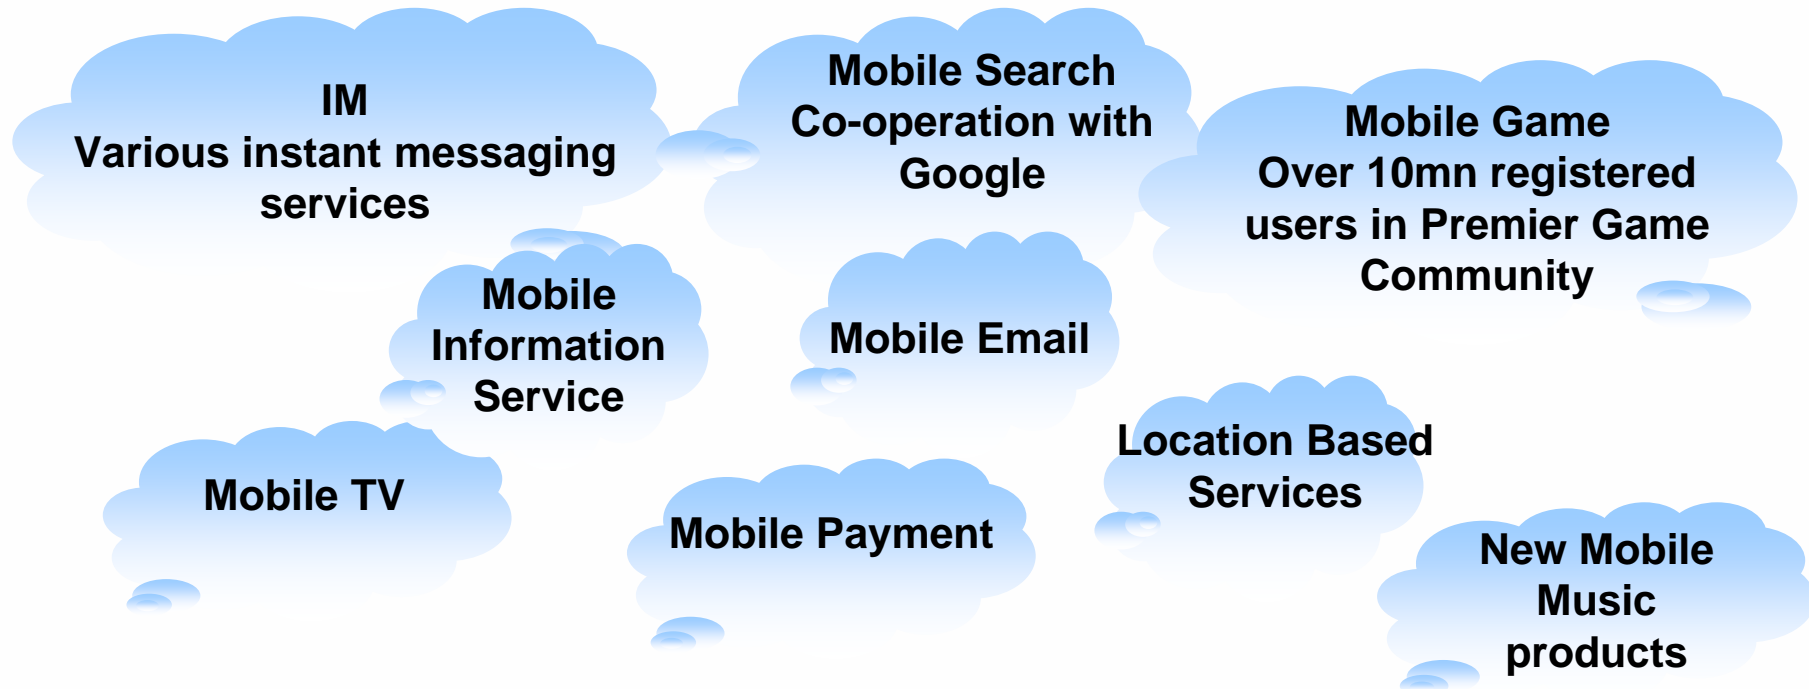 IM
Various instant messaging
services
Mobile Search
Co-operation with
Google
Mobile Game
Over 10mn registered
users in Premier Game
Community
Mobile
Information
Service
Mobile Email
Location Based
Services
Mobile TV
Mobile Payment
New Mobile
Music
products